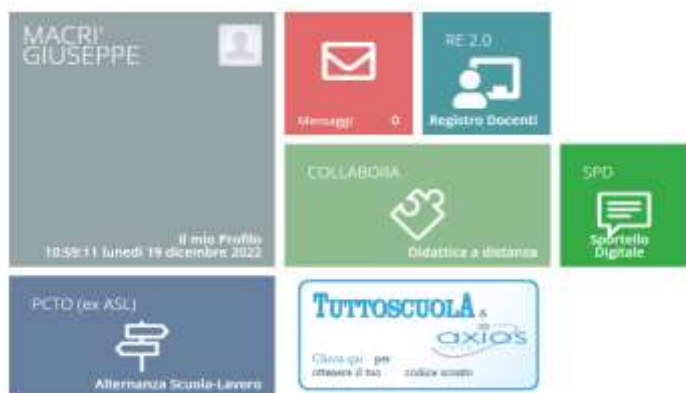 MACRI'
GIUSEPPE
Il mio Profilo
10:59:11 lunedì 19 dicembre 2022
Messaggi 0
RE 2.0
Registro Docenti
COLLABORA
Didattica a distanza
SPD
Sportello
Digitale
PCTO (ex ASL)
Alternanza Scuola-Lavoro
TUTTOSCUOLA &
axios
Clicca qui per
ottenere il tuo codice sconto